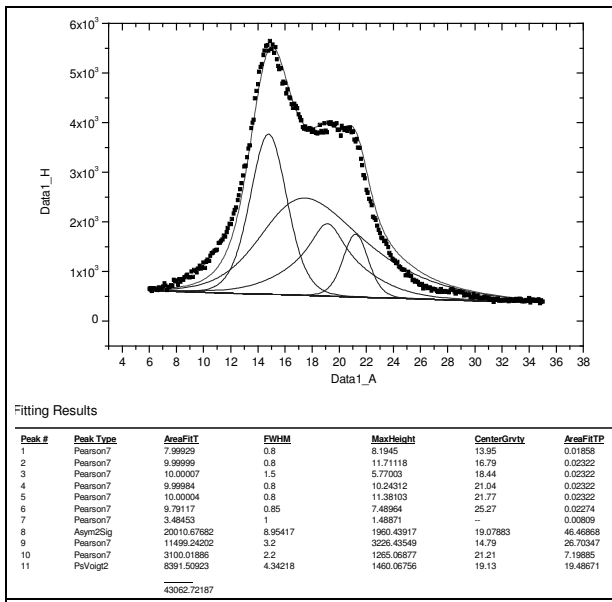 6x10³
5x10³
4x10³
3x10³
2x10³
1x10³
0
Data1_H
4 6 8 10 12 14 16 18 20 22 24 26 28 30 32 34 36 38
Data1_A
Fitting Results
Peak # Peak Type AreaFitT FWHM MaxHeight CenterGrvty AreaFitTP
1 Pearson7 7.99929 0.8 8.1945 13.95 0.01858
2 Pearson7 9.99999 0.8 11.71118 16.79 0.02322
3 Pearson7 10.00007 1.5 5.77003 18.44 0.02322
4 Pearson7 9.99984 0.8 10.24312 21.04 0.02322
5 Pearson7 10.00004 0.8 11.38103 21.77 0.02322
6 Pearson7 9.79117 0.85 7.48964 25.27 0.02274
7 Pearson7 3.48453 1 1.48871 -- 0.00809
8 Asym2Sig 20010.67682 8.95417 1960.43917 19.07883 46.46868
9 Pearson7 11499.24202 3.2 3226.43549 14.79 26.70347
10 Pearson7 3100.01886 2.2 1265.06877 21.21 7.19885
11 PsVoigt2 8391.50923 4.34218 1460.06756 19.13 19.48671
43062.72187